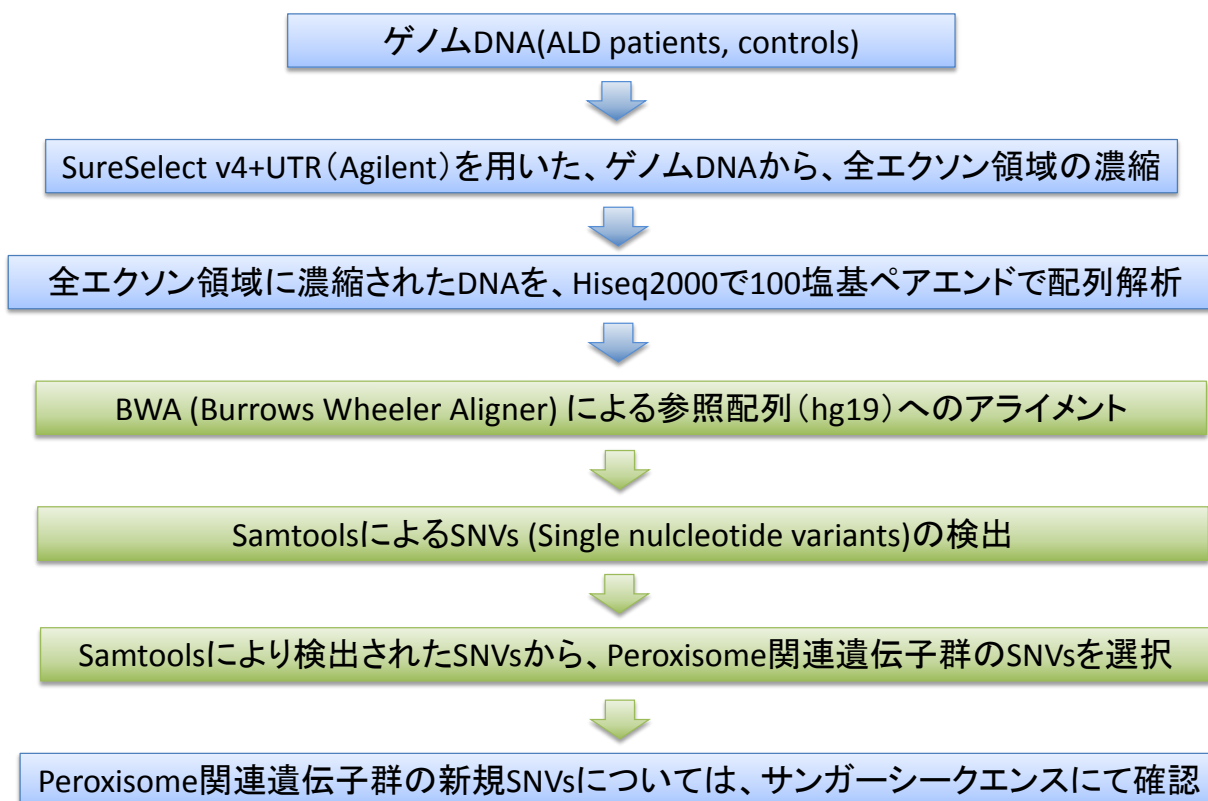 ゲノムDNA(ALD patients, controls)
SureSelect v4+UTR（Agilent）を用いた、ゲノムDNAから、全エクソン領域の濃縮
全エクソン領域に濃縮されたDNAを、Hiseq2000で100塩基ペアエンドで配列解析
BWA (Burrows Wheeler Aligner) による参照配列（hg19）へのアライメント
SamtoolsによるSNVs (Single nulcleotide variants)の検出
Samtoolsにより検出されたSNVsから、Peroxisome関連遺伝子群のSNVsを選択
Peroxisome関連遺伝子群の新規SNVsについては、サンガーシークエンスにて確認